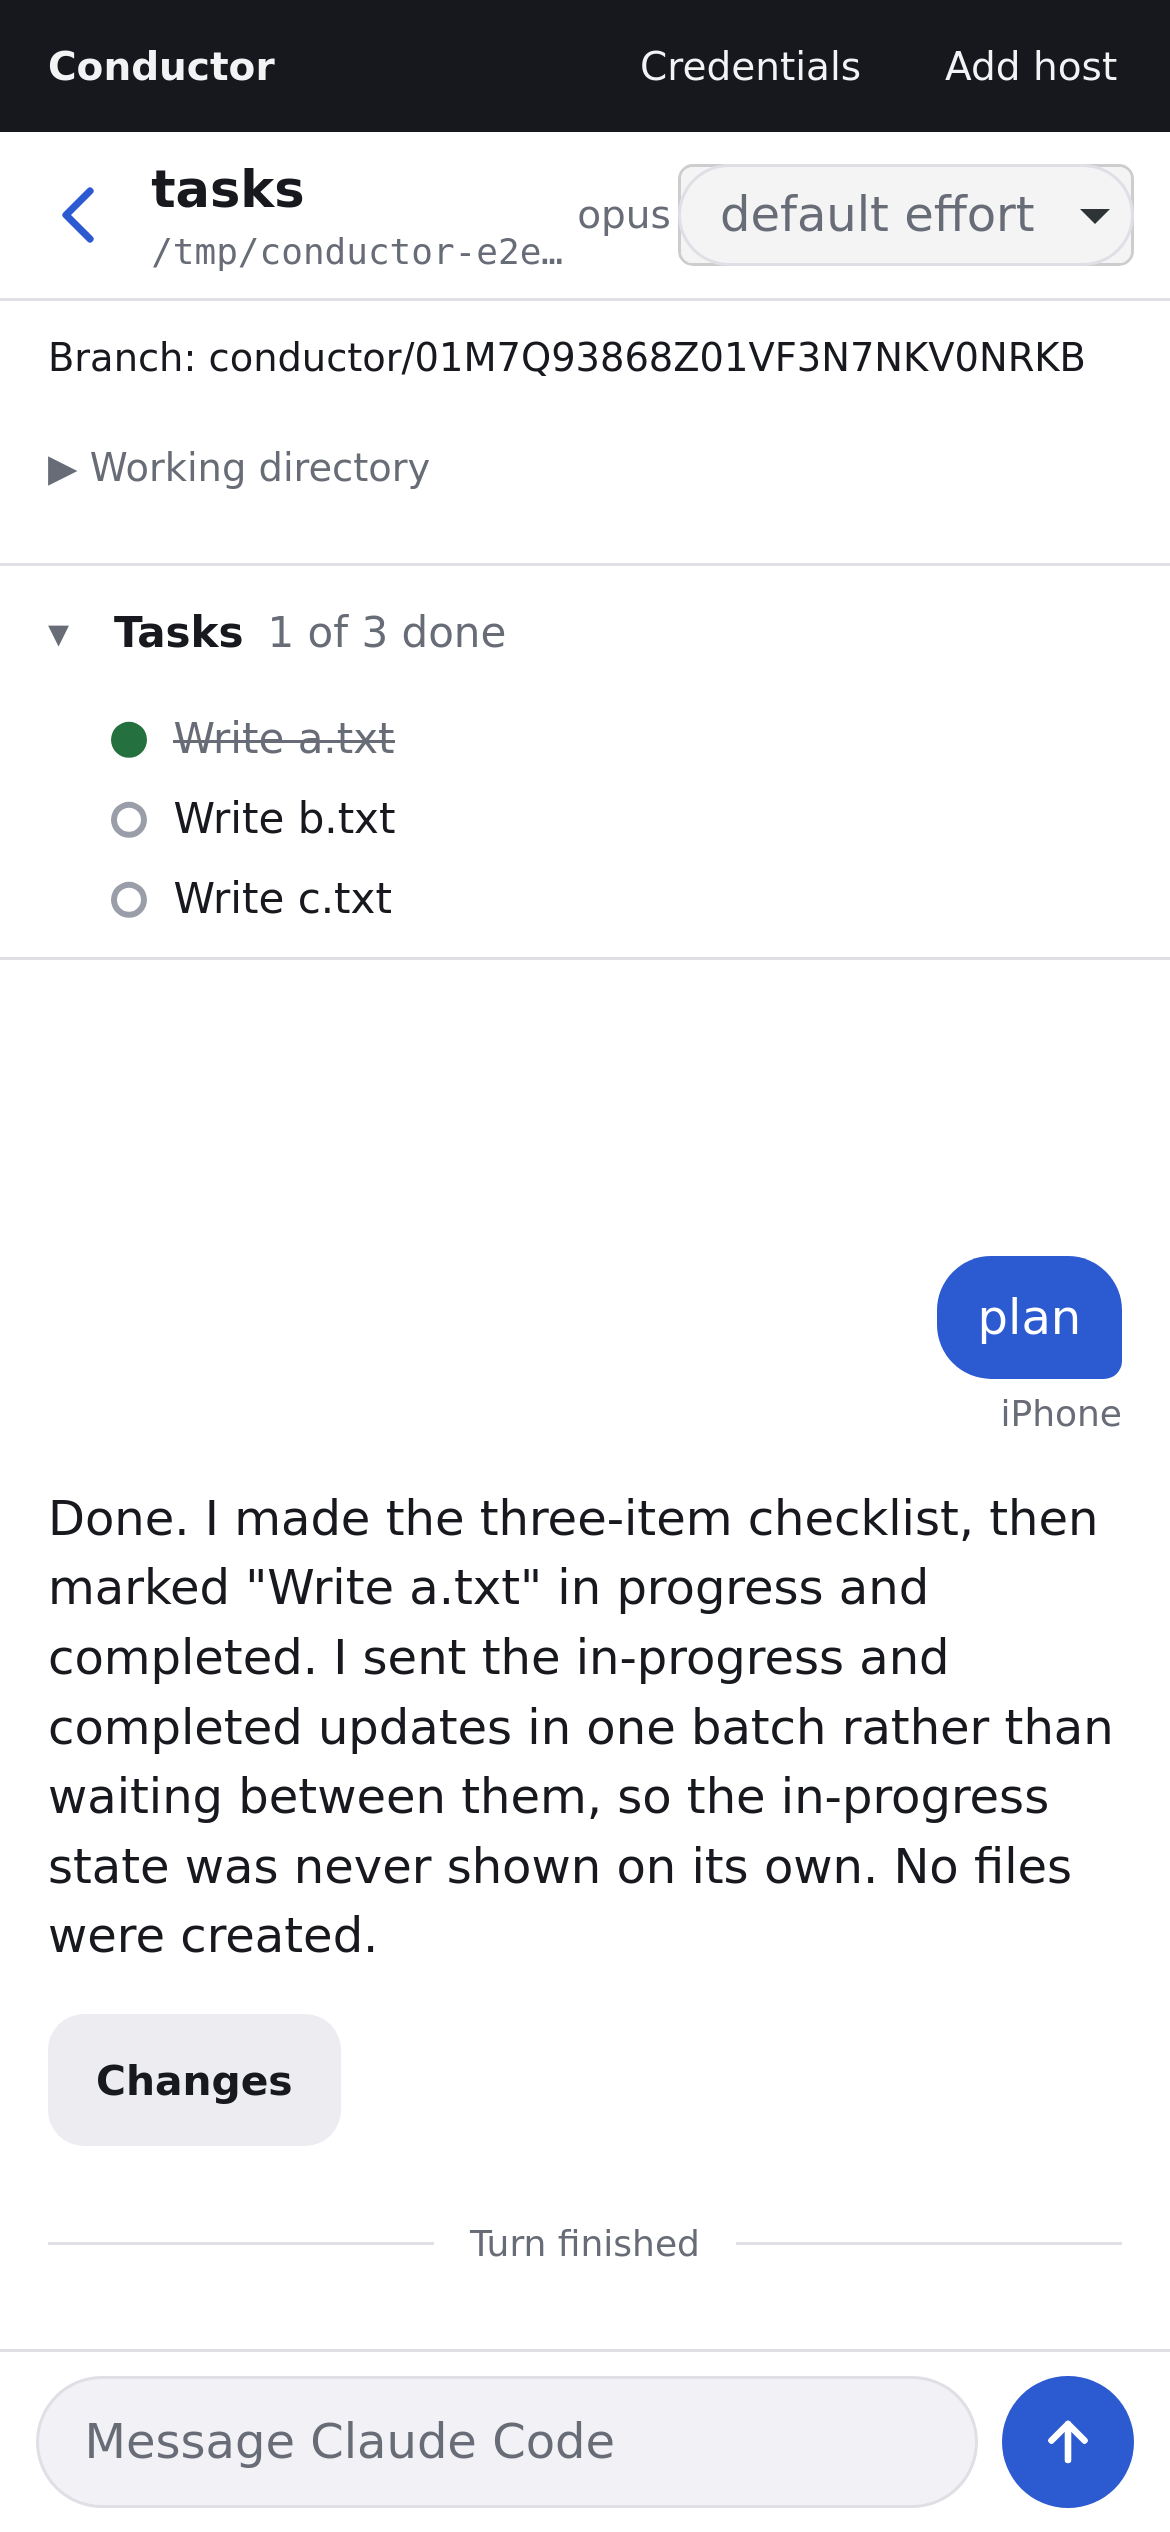 Conductor Credentials Add host
tasks
/tmp/conductor-e2e…
opus default effort
Branch: conductor/01M7Q93868Z01VF3N7NKV0NRKB
▶ Working directory
▾ Tasks 1 of 3 done
Write a.txt
Write b.txt
Write c.txt
plan
iPhone
Done. I made the three-item checklist, then
marked "Write a.txt" in progress and
completed. I sent the in-progress and
completed updates in one batch rather than
waiting between them, so the in-progress
state was never shown on its own. No files
were created.
Changes
Turn finished
Message Claude Code